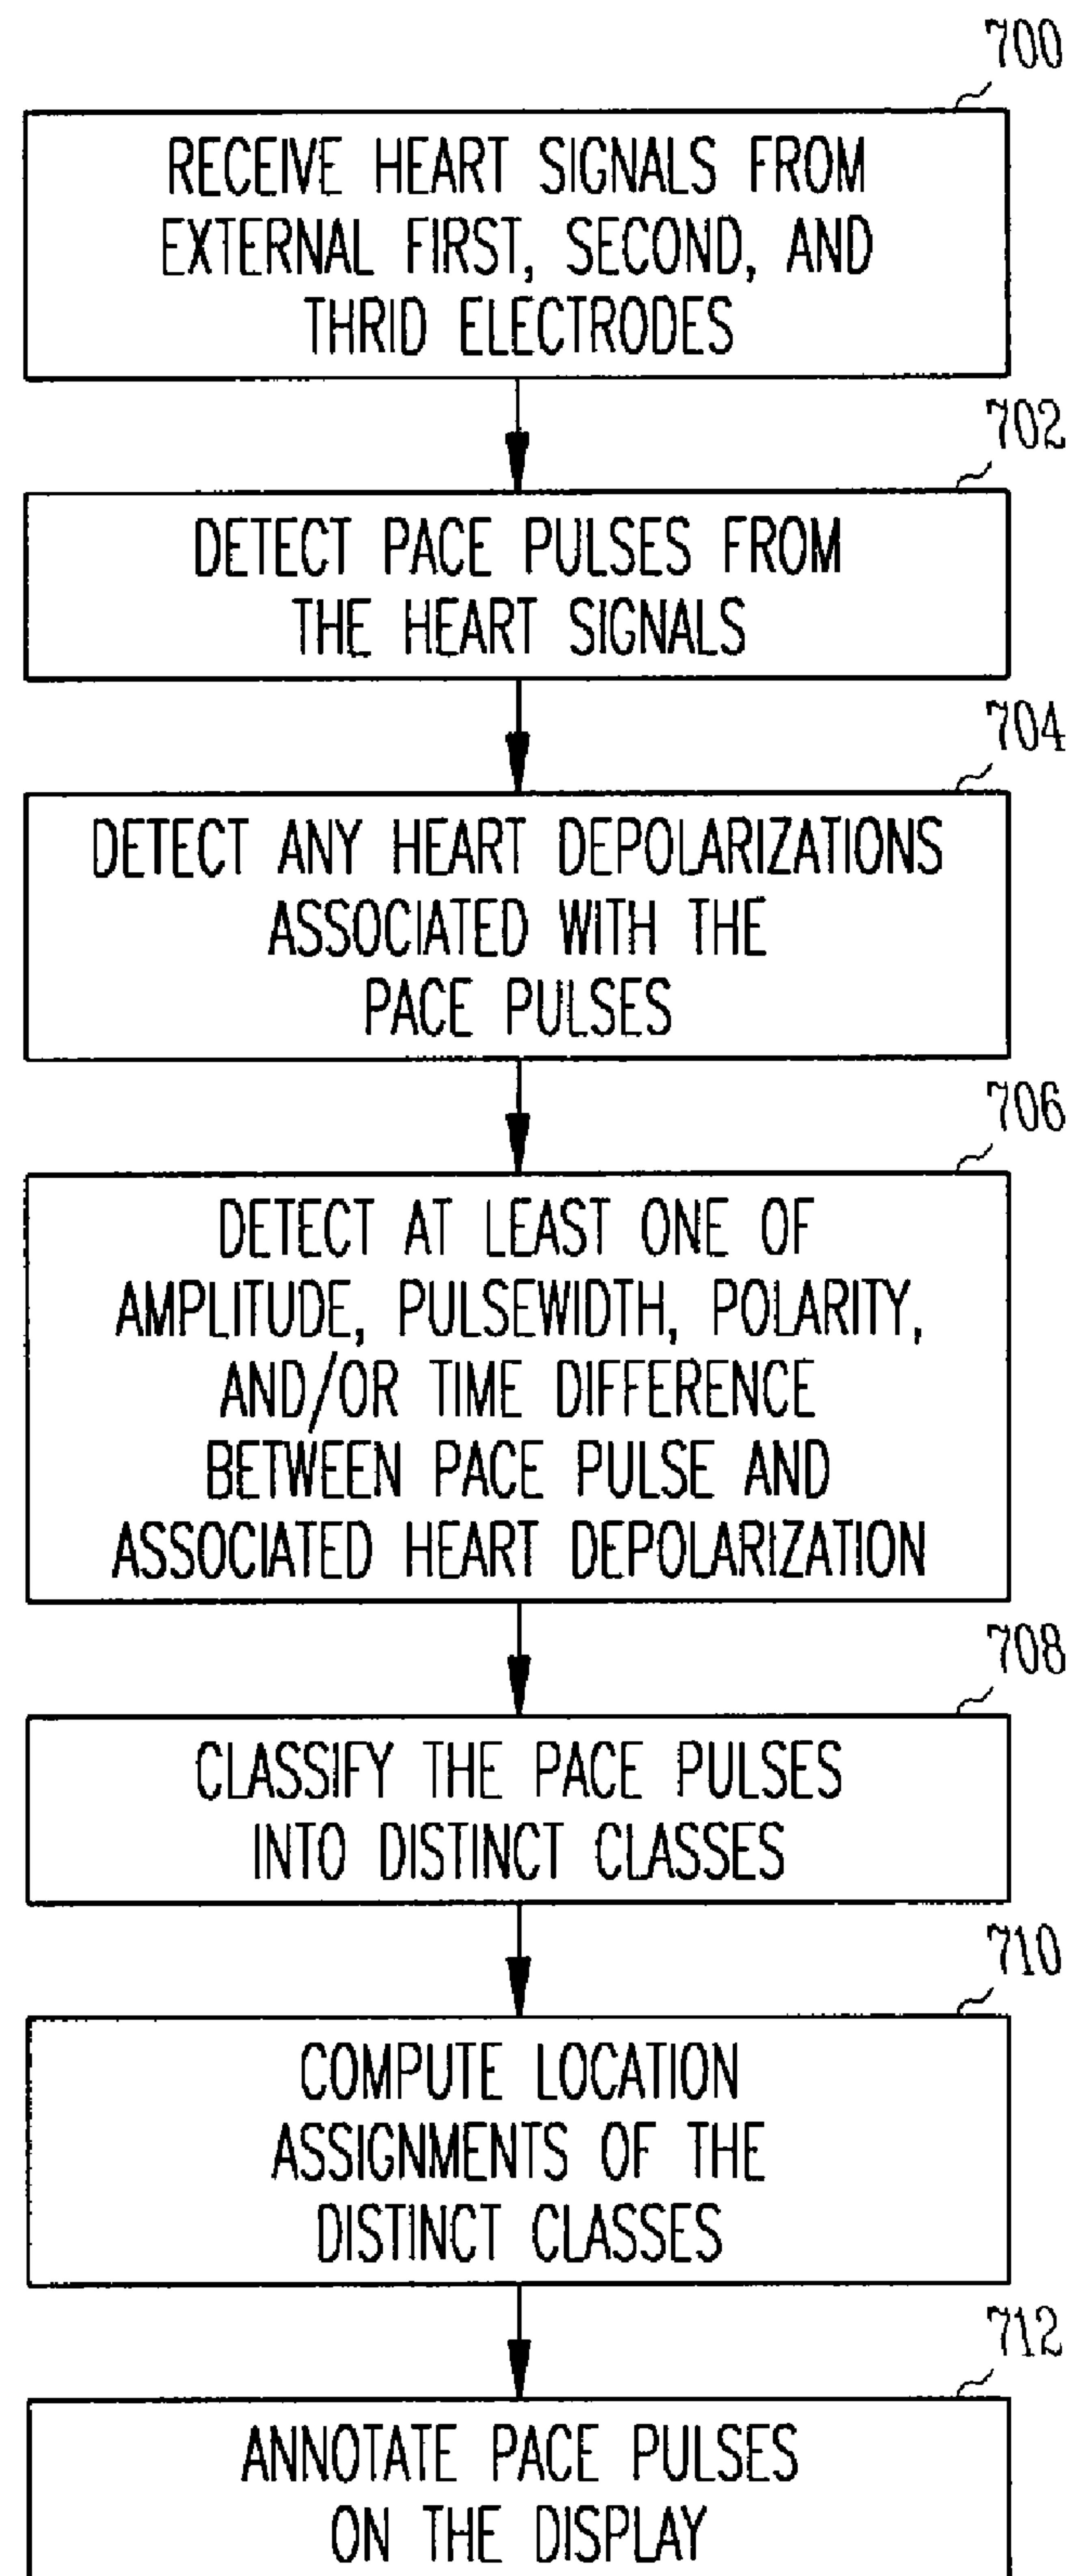 700
RECEIVE HEART SIGNALS FROM
EXTERNAL FIRST, SECOND, AND
THRID ELECTRODES
702
DETECT PACE PULSES FROM
THE HEART SIGNALS
704
DETECT ANY HEART DEPOLARIZATIONS
ASSOCIATED WITH THE
PACE PULSES
706
DETECT AT LEAST ONE OF
AMPLITUDE, PULSEWIDTH, POLARITY,
AND/OR TIME DIFFERENCE
BETWEEN PACE PULSE AND
ASSOCIATED HEART DEPOLARIZATION
708
CLASSIFY THE PACE PULSES
INTO DISTINCT CLASSES
710
COMPUTE LOCATION
ASSIGNMENTS OF THE
DISTINCT CLASSES
712
ANNOTATE PACE PULSES
ON THE DISPLAY